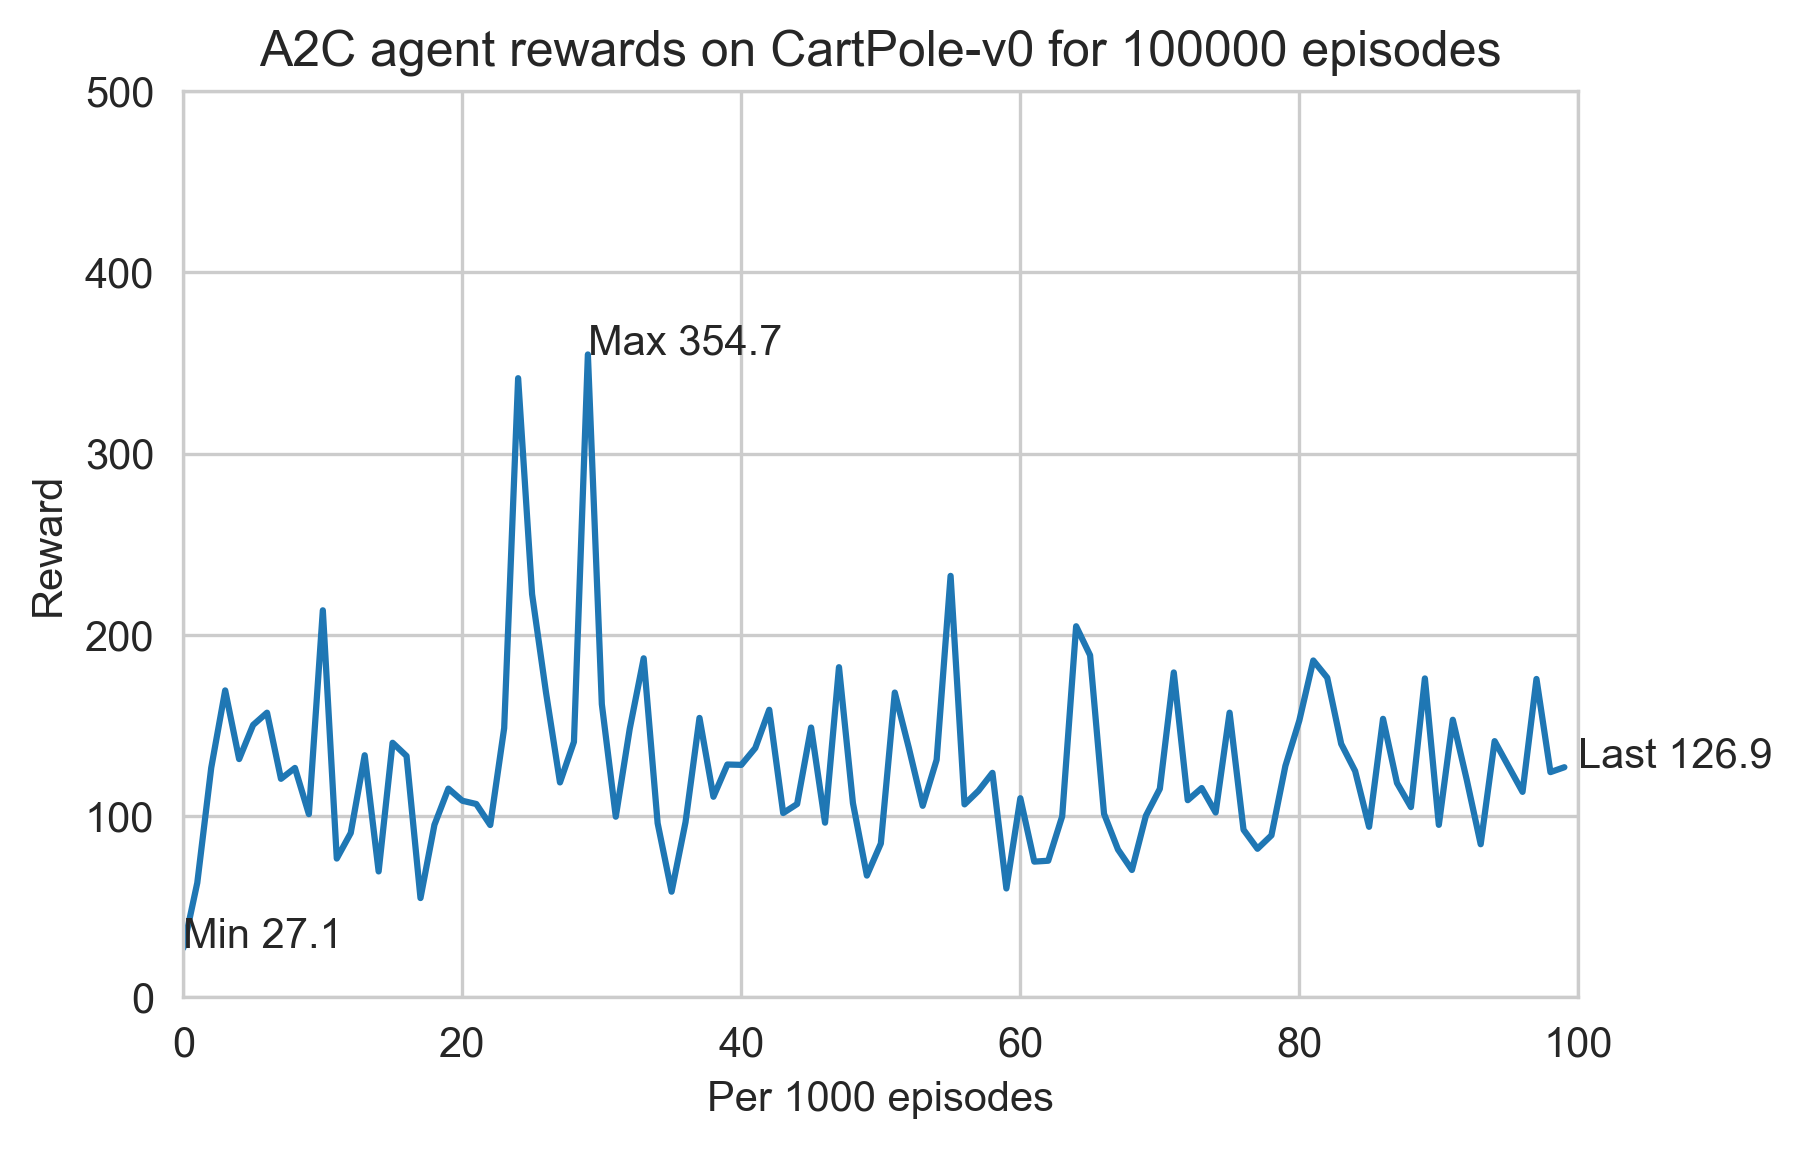 A2C agent rewards on CartPole-v0 for 100000 episodes
500
400
300
200
100
0
Reward
Max 354.7
Min 27.1
Last 126.9
0 20 40 60 80 100
Per 1000 episodes